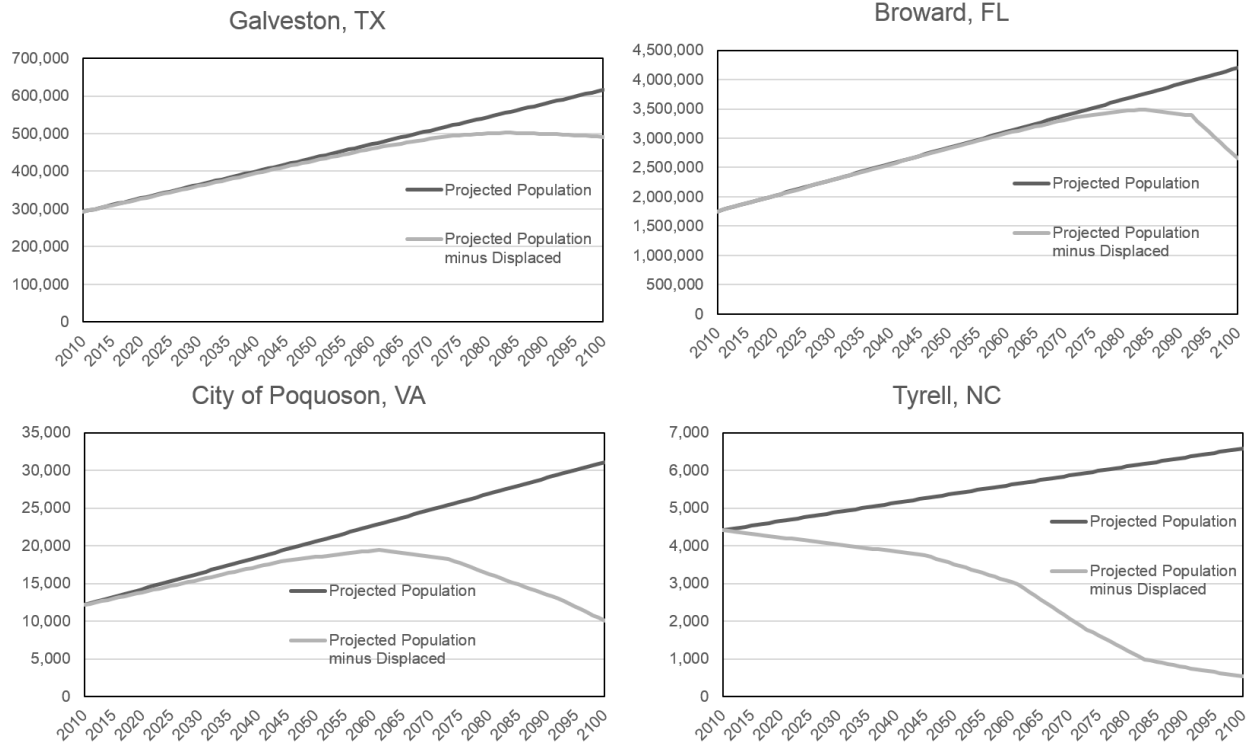 Galveston, TX
700,000
600,000
500,000
400,000
300,000
200,000
100,000
0
Projected Population
Projected Population
minus Displaced
2010 2015 2020 2025 2030 2035 2040 2045 2050 2055 2060 2065 2070 2075 2080 2085 2090 2095 2100
Broward, FL
4,500,000
4,000,000
3,500,000
3,000,000
2,500,000
2,000,000
1,500,000
1,000,000
500,000
0
Projected Population
Projected Population
minus Displaced
2010 2015 2020 2025 2030 2035 2040 2045 2050 2055 2060 2065 2070 2075 2080 2085 2090 2095 2100
City of Poquoson, VA
35,000
30,000
25,000
20,000
15,000
10,000
5,000
0
Projected Population
Projected Population
minus Displaced
2010 2015 2020 2025 2030 2035 2040 2045 2050 2055 2060 2065 2070 2075 2080 2085 2090 2095 2100
Tyrell, NC
7,000
6,000
5,000
4,000
3,000
2,000
1,000
0
Projected Population
Projected Population
minus Displaced
2010 2015 2020 2025 2030 2035 2040 2045 2050 2055 2060 2065 2070 2075 2080 2085 2090 2095 2100